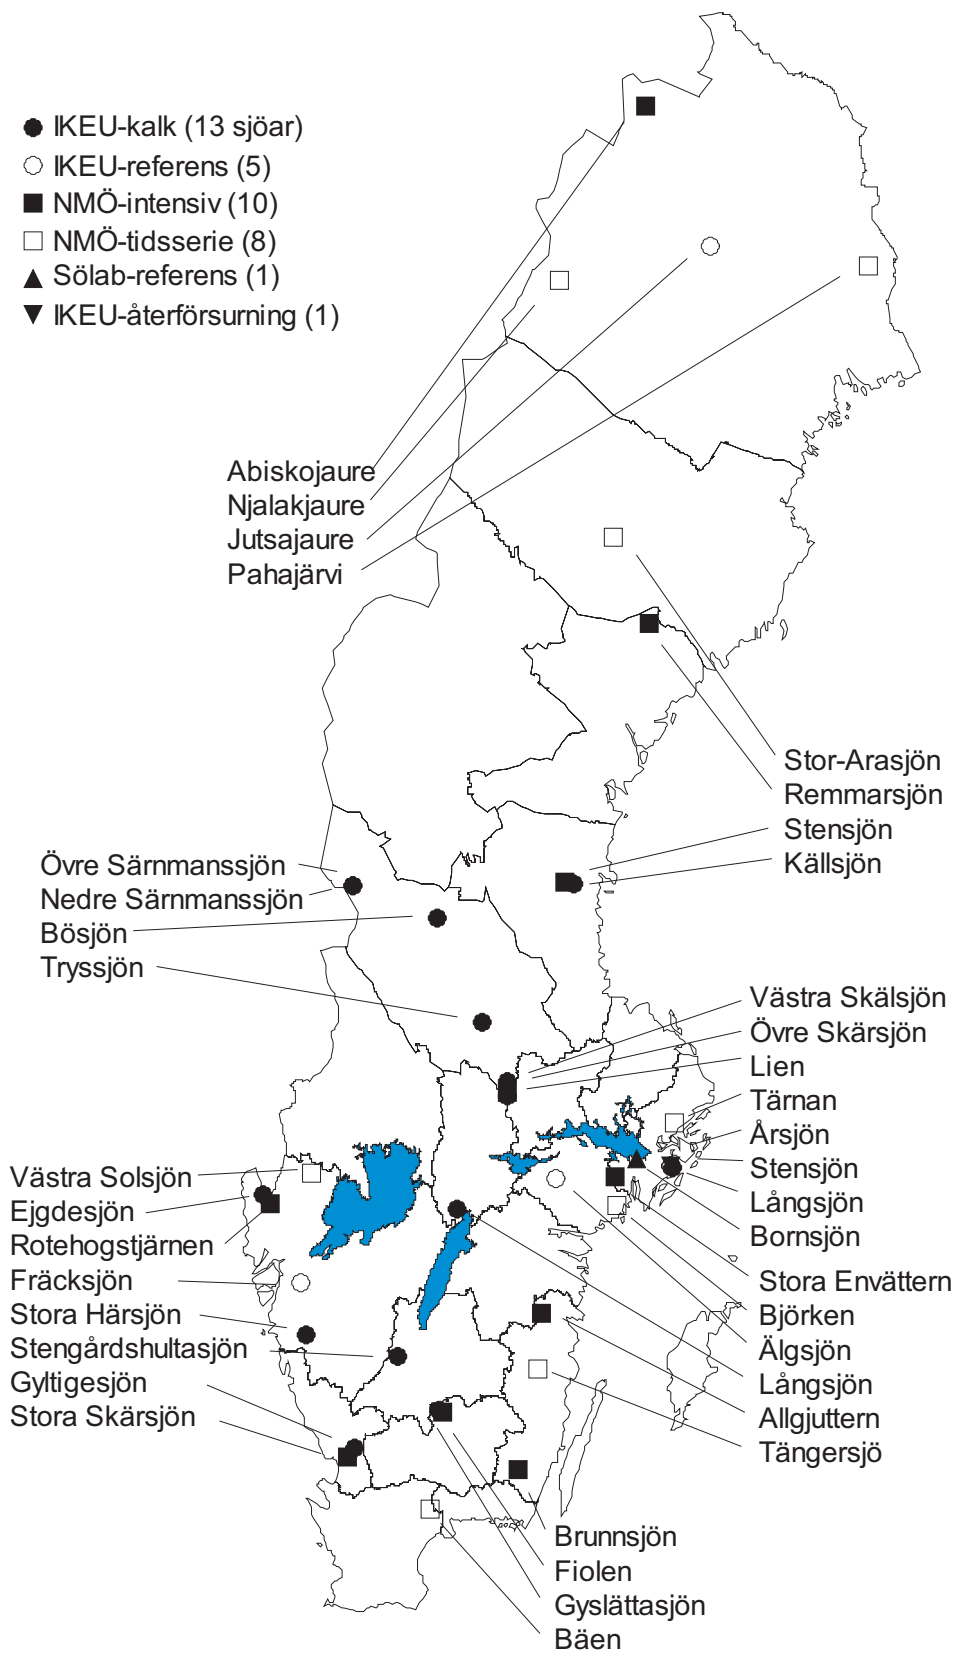 IKEU-kalk (13 sjöar)
IKEU-referens (5)
NMÖ-intensiv (10)
NMÖ-tidsserie (8)
Sölab-referens (1)
IKEU-återförsurning (1)
Abiskojaure
Njalakjaure
Jutsajaure
Pahajärvi
Stor-Arasjön
Remmarsjön
Stensjön
Källsjön
Övre Särnmanssjön
Nedre Särnmanssjön
Bösjön
Tryssjön
Västra Skälsjön
Övre Skärsjön
Lien
Tärnan
Årsjön
Stensjön
Långsjön
Bornsjön
Stora Envättern
Björken
Älgsjön
Långsjön
Allgjuttern
Tängersjö
Västra Solsjön
Ejgdesjön
Rotehogstjärnen
Fräcksjön
Stora Härsjön
Stengårdshultasjön
Gyltigesjön
Stora Skärsjön
Brunnsjön
Fiolen
Gyslättasjön
Bäen